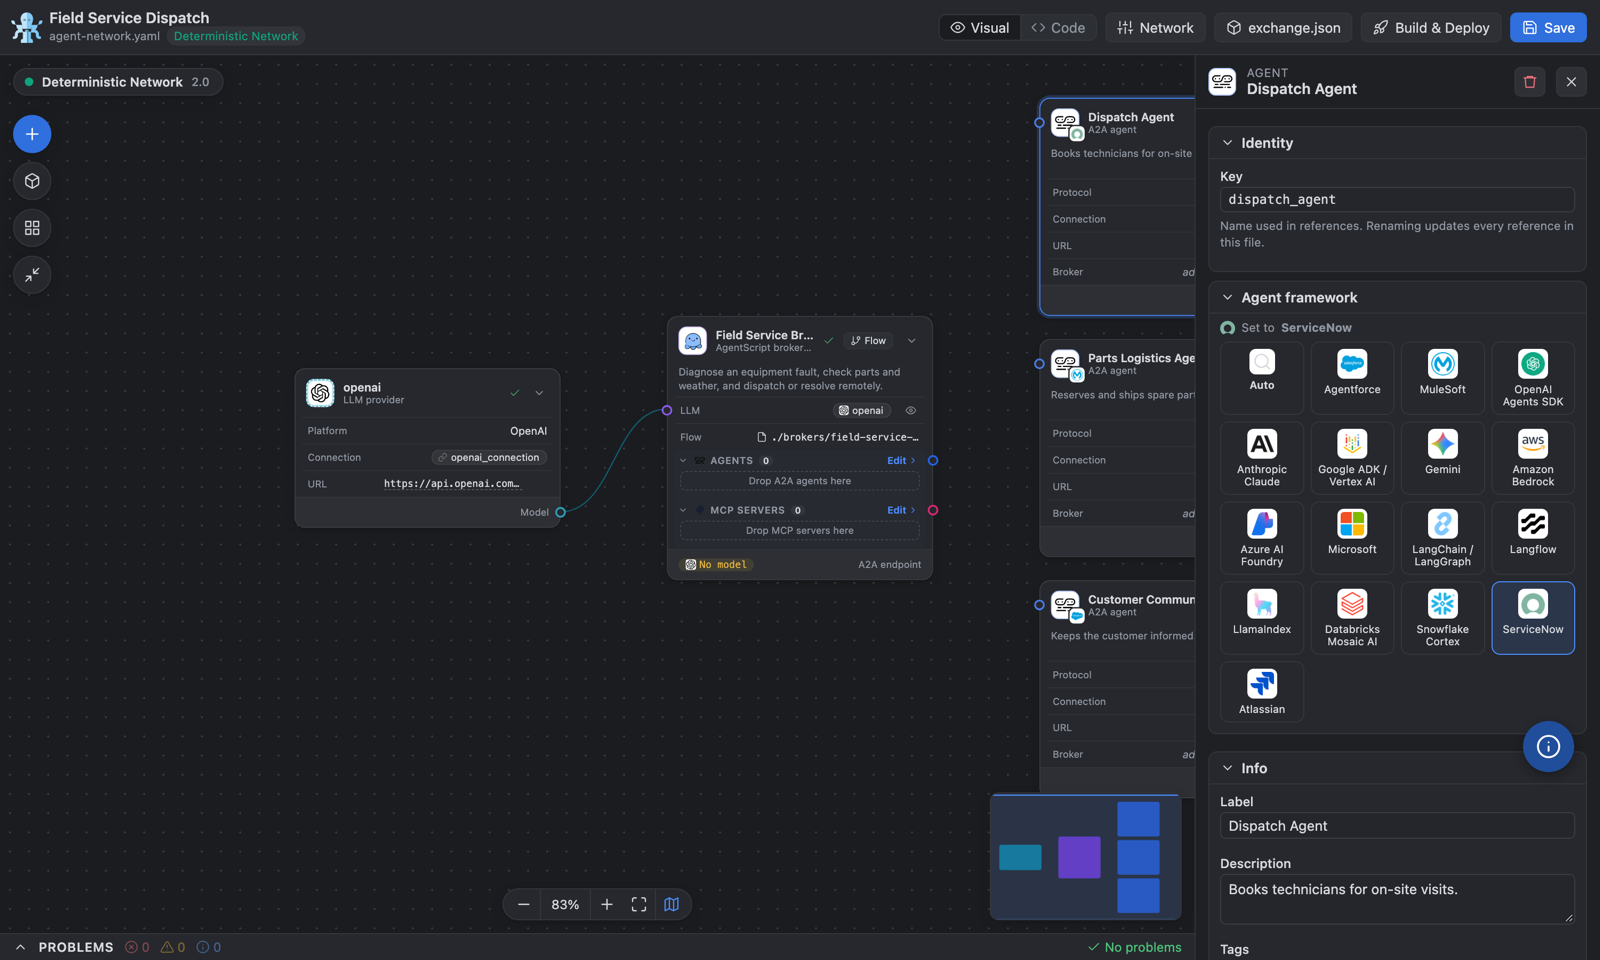 Field Service Dispatch
agent-network.yaml Deterministic Network
Visual
Code
Network
exchange.json
Build & Deploy
Save
Deterministic Network 2.0
openai
LLM provider
Platform OpenAI
Connection openai_connection
URL https://api.openai.com…
Model
Field Service Br...
AgentScript broker...
Flow
Diagnose an equipment fault, check parts and
weather, and dispatch or resolve remotely.
LLM openai
Flow ./brokers/field-service-…
AGENTS 0 Edit
Drop A2A agents here
MCP SERVERS 0 Edit
Drop MCP servers here
No model A2A endpoint
Dispatch Agent
A2A agent
Books technicians for on-site
Protocol
Connection
URL
Broker ad
Parts Logistics Age
A2A agent
Reserves and ships spare part
Protocol
Connection
URL
Broker ad
Customer Commun
A2A agent
Keeps the customer informed
Protocol
Connection
URL
Broker ad
83%
PROBLEMS 0 0 0
No problems
AGENT
Dispatch Agent
Identity
Key
dispatch_agent
Name used in references. Renaming updates every reference in
this file.
Agent framework
Set to ServiceNow
Auto
Agentforce
MuleSoft
OpenAI
Agents SDK
Anthropic
Claude
Google ADK /
Vertex AI
Gemini
aws
Amazon
Bedrock
Azure AI
Foundry
Microsoft
LangChain /
LangGraph
Langflow
LlamaIndex
Databricks
Mosaic AI
Snowflake
Cortex
ServiceNow
Atlassian
Info
Label
Dispatch Agent
Description
Books technicians for on-site visits.
Tags